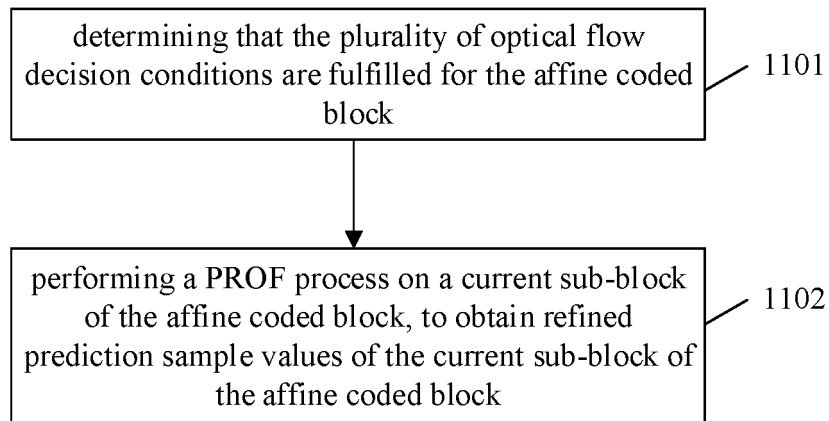 determining that the plurality of optical flow
decision conditions are fulfilled for the affine coded
block
1101
performing a PROF process on a current sub-block
of the affine coded block, to obtain refined
prediction sample values of the current sub-block of
the affine coded block
1102